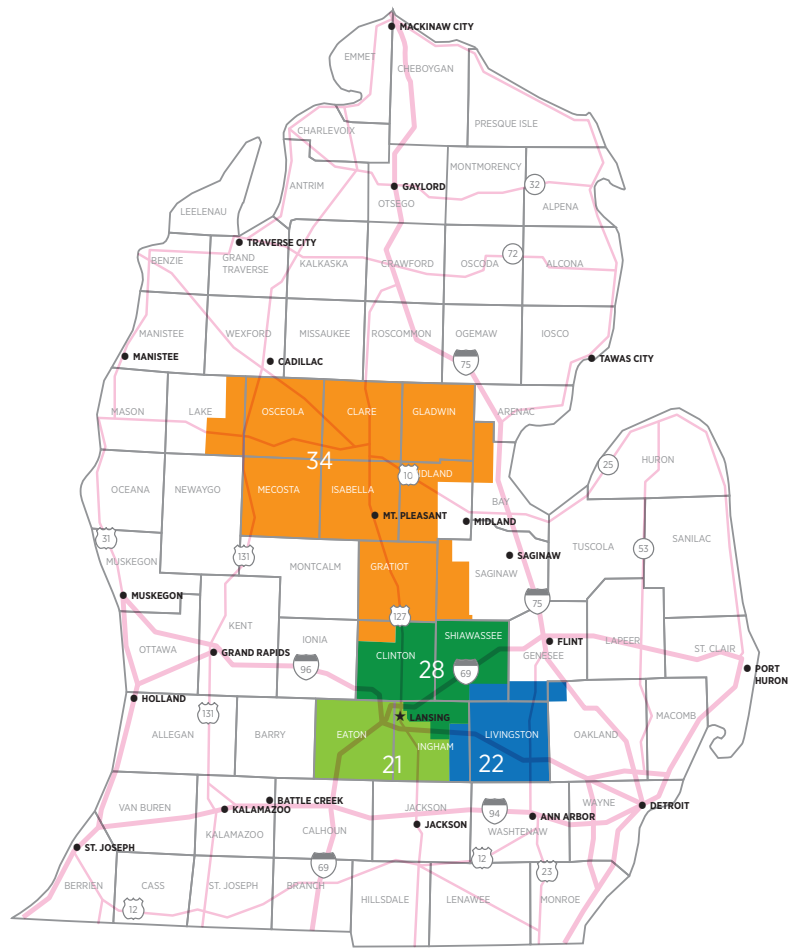 MACKINAW CITY
EMMET
CHEBOYGAN
PRESQUE ISLE
CHARLEVOIX
MONTMORENCY
32
ANTRIM
GAYLORD
OTSEGO
ALPENA
LEELENAU
TRAVERSE CITY
72
BENZIE
GRAND
TRAVERSE
KALKASKA
CRAWFORD
OSCODA
ALCONA
MANISTEE
WEXFORD
MISSAUKEE
ROSCOMMON
OGEMAW
IOSCO
MANISTEE
CADILLAC
75
TAWAS CITY
MASON
LAKE
OSCEOLA
CLARE
GLADWIN
ARENAC
34
25
HURON
10
IDLAND
OCEANA
NEWAYGO
MECOSTA
ISABELLA
BAY
MT. PLEASANT
MIDLAND
31
131
SAGINAW
TUSCOLA
53
SANILAC
MUSKEGON
MONTCALM
GRATIOT
SAGINAW
MUSKEGON
75
127
KENT
IONIA
SHIAWASSEE
FLINT
LAPEER
OTTAWA
GRAND RAPIDS
96
CLINTON
28
69
GENESSEE
ST. CLAIR
PORT
HURON
HOLLAND
131
LANSING
MACOMB
ALLEGAN
BARRY
EATON
INGHAM
LIVINGSTON
OAKLAND
21
22
VAN BUREN
BATTLE CREEK
KALAMAZOO
JACKSON
94
WAYNE
DETROIT
ANN ARBOR
KALAMAZOO
CALHOUN
JACKSON
WASHTENAW
ST. JOSEPH
69
12
23
BERRIEN
CASS
ST. JOSEPH
BRANCH
HILLSDALE
LENAWEE
MONROE
12